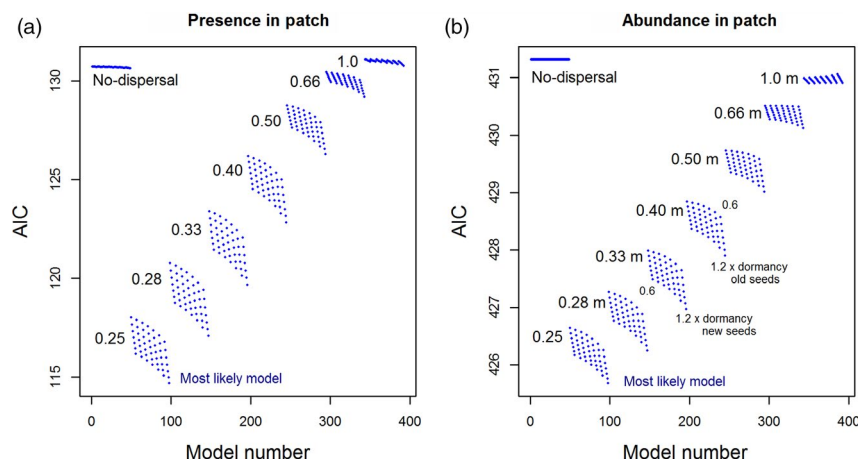 (a)
Presence in patch
AIC
130
125
120
115
No-dispersal
1.0
0.66
0.50
0.40
0.33
0.28
0.25
Most likely model
0 100 200 300 400
Model number
(b)
Abundance in patch
AIC
431
430
429
428
427
426
No-dispersal
1.0 m
0.66 m
0.50 m
0.40 m
0.6
1.2 x dormancy
old seeds
0.33 m
0.6
1.2 x dormancy
new seeds
0.28 m
0.25
Most likely model
0 100 200 300 400
Model number